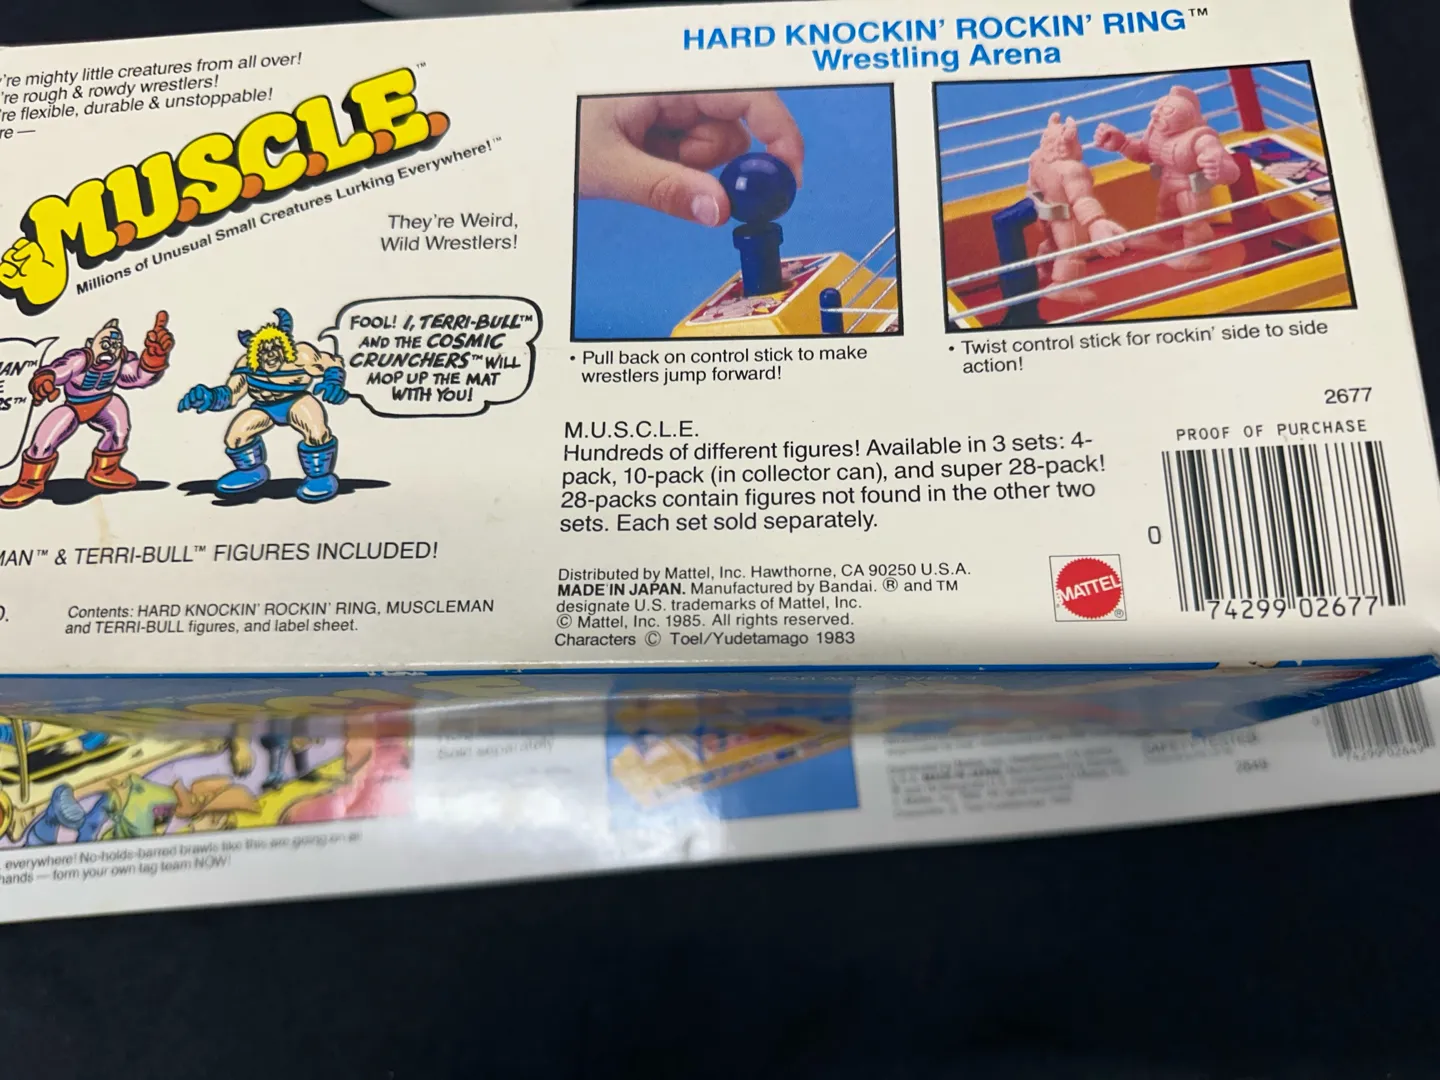 're mighty little creatures from all over!
're rough & rowdy wrestlers!
're flexible, durable & unstoppable!
re —
M.U.S.C.L.E.™
Millions of Unusual Small Creatures Lurking Everywhere!™
They're Weird,
Wild Wrestlers!
FOOL! I, TERRI-BULL™
AND THE COSMIC
CRUNCHERS™ WILL
MOP UP THE MAT
WITH YOU!
MAN™ & TERRI-BULL™ FIGURES INCLUDED!
Contents: HARD KNOCKIN' ROCKIN' RING, MUSCLEMAN
and TERRI-BULL figures, and label sheet.
HARD KNOCKIN' ROCKIN' RING™
Wrestling Arena
• Pull back on control stick to make
wrestlers jump forward!
• Twist control stick for rockin' side to side
action!
M.U.S.C.L.E.
Hundreds of different figures! Available in 3 sets: 4-
pack, 10-pack (in collector can), and super 28-pack!
28-packs contain figures not found in the other two
sets. Each set sold separately.
Distributed by Mattel, Inc. Hawthorne, CA 90250 U.S.A.
MADE IN JAPAN. Manufactured by Bandai. ® and TM
designate U.S. trademarks of Mattel, Inc.
© Mattel, Inc. 1985. All rights reserved.
Characters © Toei/Yudetamago 1983
MATTEL®
2677
PROOF OF PURCHASE
0 74299 02677
everywhere! No-holds-barred brawls like this are going on all
hands — form your own tag team NOW!